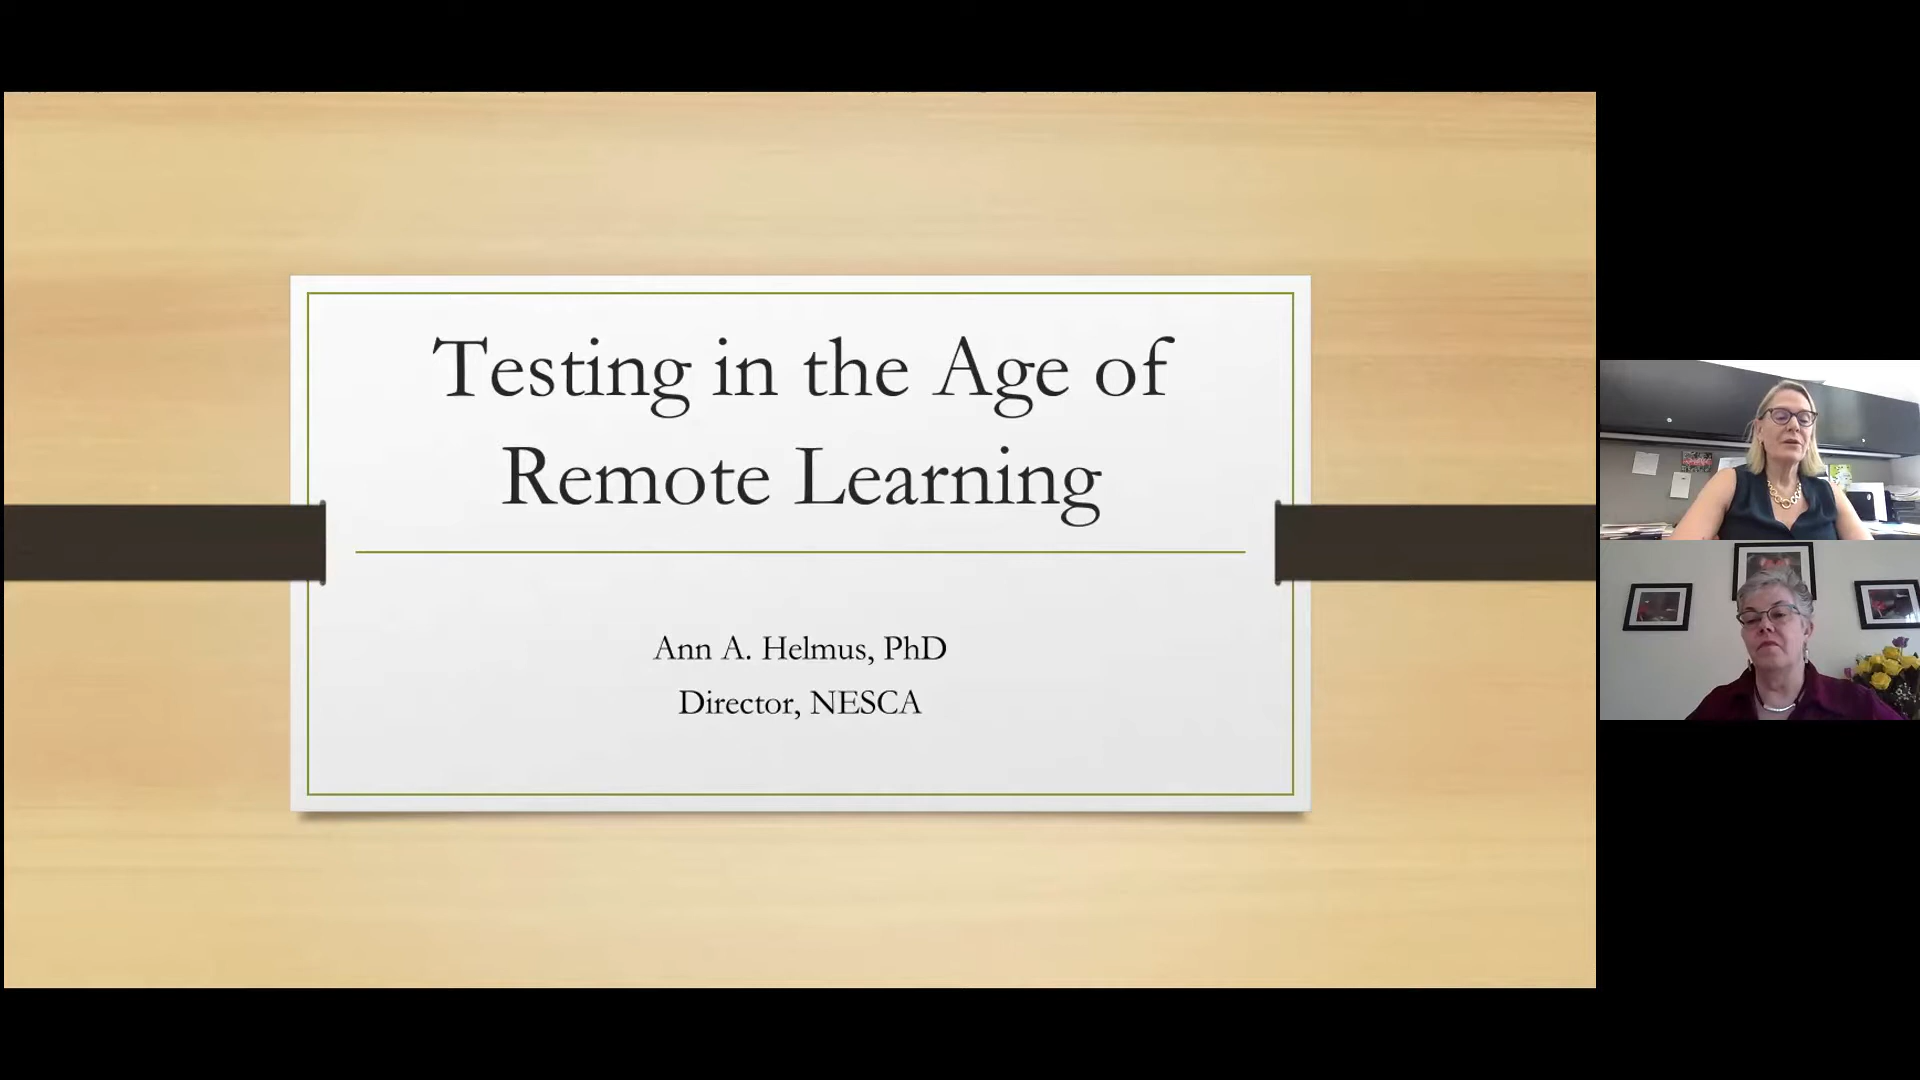 Testing in the Age of
Remote Learning
Ann A. Helmus, PhD
Director, NESCA